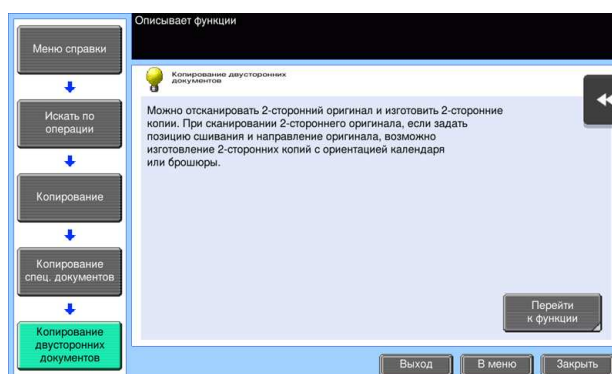 Описывает функции
Меню справки
Искать по
операции
Копирование
Копирование
спец. документов
Копирование
двусторонних
документов
Копирование двусторонних
документов
Можно отсканировать 2-сторонний оригинал и изготовить 2-сторонние
копии. При сканировании 2-стороннего оригинала, если задать
позицию сшивания и направление оригинала, возможно
изготовление 2-сторонних копий с ориентацией календаря
или брошюры.
Перейти
к функции
Выход
В меню
Закрыть